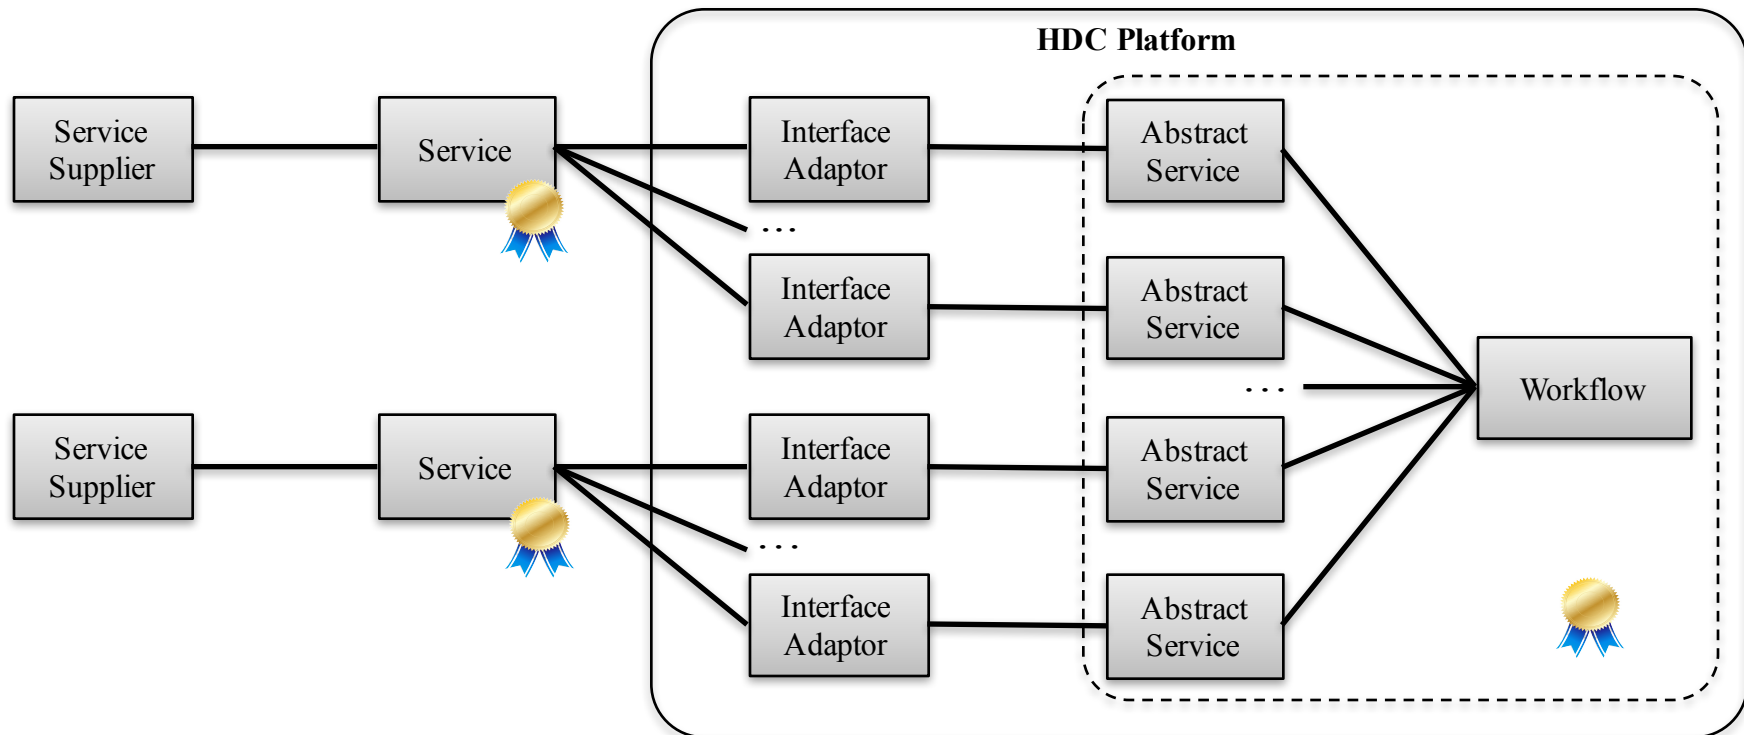 HDC Platform
Service
Supplier
Service
Interface
Adaptor
Abstract
Service
...
Interface
Adaptor
Abstract
Service
...
Workflow
Service
Supplier
Service
Interface
Adaptor
Abstract
Service
...
Interface
Adaptor
Abstract
Service